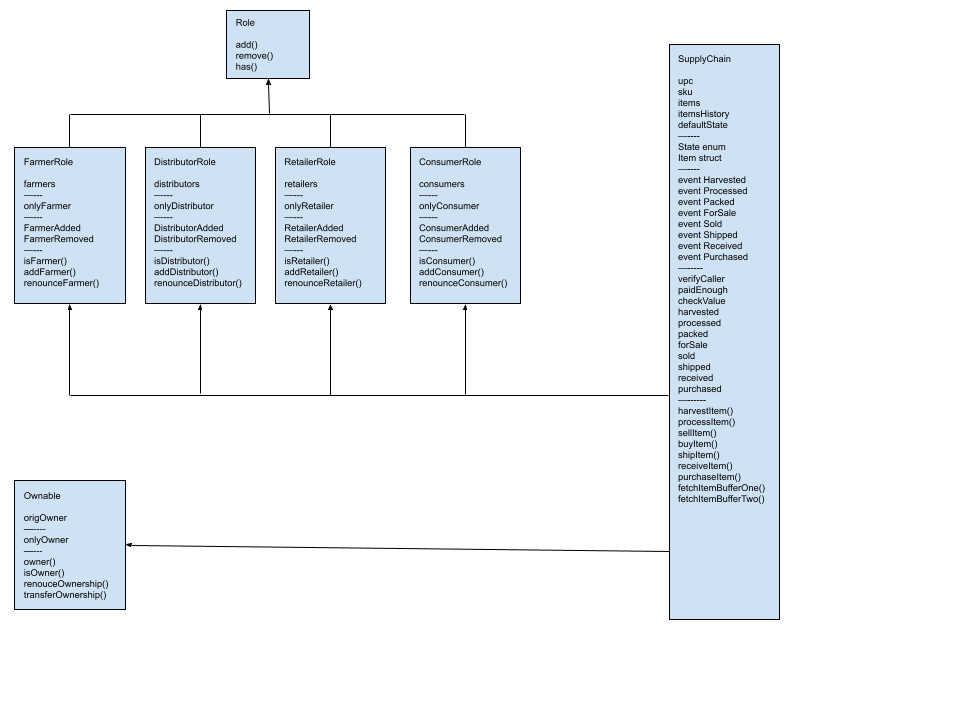 Role
add()
remove()
has()
FarmerRole
farmers
-------
onlyFarmer
-------
FarmerAdded
FarmerRemoved
-------
isFarmer()
addFarmer()
renounceFarmer()
DistributorRole
distributors
-------
onlyDistributor
-------
DistributorAdded
DistributorRemoved
-------
isDistributor()
addDistributor()
renounceDistributor()
RetailerRole
retailers
-------
onlyRetailer
-------
RetailerAdded
RetailerRemoved
-------
isRetailer()
addRetailer()
renounceRetailer()
ConsumerRole
consumers
-------
onlyConsumer
-------
ConsumerAdded
ConsumerRemoved
-------
isConsumer()
addConsumer()
renounceConsumer()
Ownable
origOwner
--------
onlyOwner
-------
owner()
isOwner()
renouceOwnership()
transferOwnership()
SupplyChain
upc
sku
items
itemsHistory
defaultState
--------
State enum
Item struct
--------
event Harvested
event Processed
event Packed
event ForSale
event Sold
event Shipped
event Received
event Purchased
---------
verifyCaller
paidEnough
checkValue
harvested
processed
packed
forSale
sold
shipped
received
purchased
----------
harvestItem()
processItem()
sellItem()
buyItem()
shipItem()
receiveItem()
purchaseItem()
fetchItemBufferOne()
fetchItemBufferTwo()